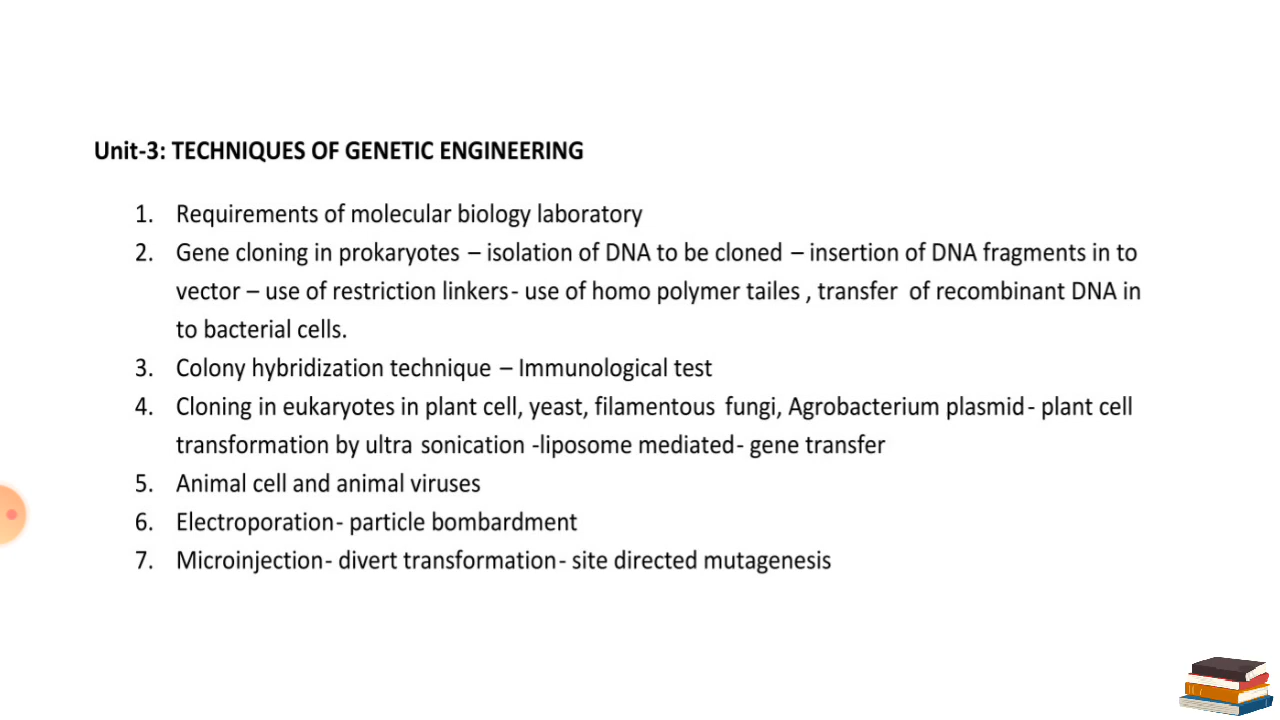 Unit-3: TECHNIQUES OF GENETIC ENGINEERING
1. Requirements of molecular biology laboratory
2. Gene cloning in prokaryotes – isolation of DNA to be cloned – insertion of DNA fragments in to
vector – use of restriction linkers- use of homo polymer tailes , transfer of recombinant DNA in
to bacterial cells.
3. Colony hybridization technique – Immunological test
4. Cloning in eukaryotes in plant cell, yeast, filamentous fungi, Agrobacterium plasmid- plant cell
transformation by ultra sonication -liposome mediated- gene transfer
5. Animal cell and animal viruses
6. Electroporation- particle bombardment
7. Microinjection- divert transformation- site directed mutagenesis